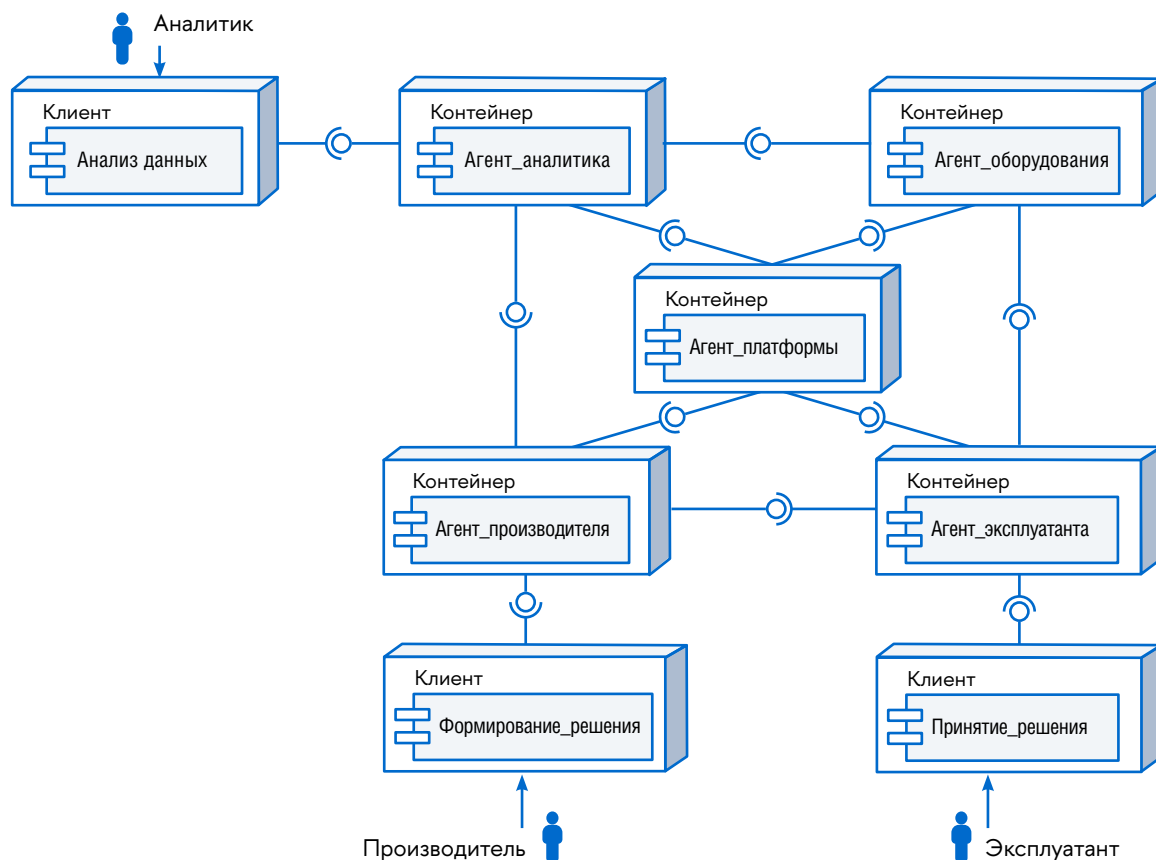 Аналитик
Клиент
Анализ данных
Контейнер
Агент_аналитика
Контейнер
Агент_оборудования
Контейнер
Агент_платформы
Контейнер
Агент_производителя
Контейнер
Агент_эксплуатанта
Клиент
Формирование_решения
Клиент
Принятие_решения
Производитель
Эксплуатант